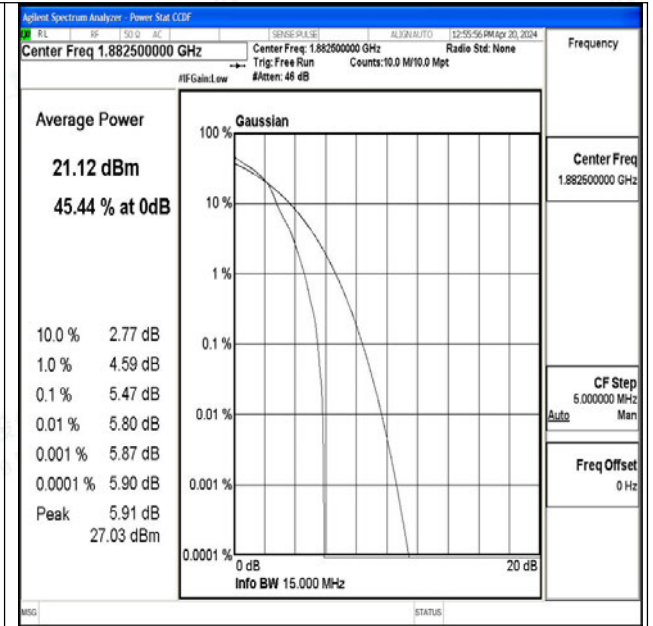 Agilent Spectrum Analyzer - Power Stat CCDF
RL RF 50 Ω AC SENSE:PULSE ALIGN AUTO 12:55:56 PM Apr 20, 2024
Center Freq 1.882500000 GHz
Center Freq: 1.882500000 GHz Radio Std: None
Trig: Free Run Counts:10.0 M/10.0 Mpt
#IFGain:Low #Atten: 46 dB
Frequency
Center Freq
1.882500000 GHz
CF Step
5.000000 MHz
Auto Man
Freq Offset
0 Hz
Average Power
21.12 dBm
45.44 % at 0dB
10.0 % 2.77 dB
1.0 % 4.59 dB
0.1 % 5.47 dB
0.01 % 5.80 dB
0.001 % 5.87 dB
0.0001 % 5.90 dB
Peak 5.91 dB
27.03 dBm
Gaussian
100 %
10 %
1 %
0.1 %
0.01 %
0.001 %
0.0001 %
0 dB 20 dB
Info BW 15.000 MHz
MSG STATUS